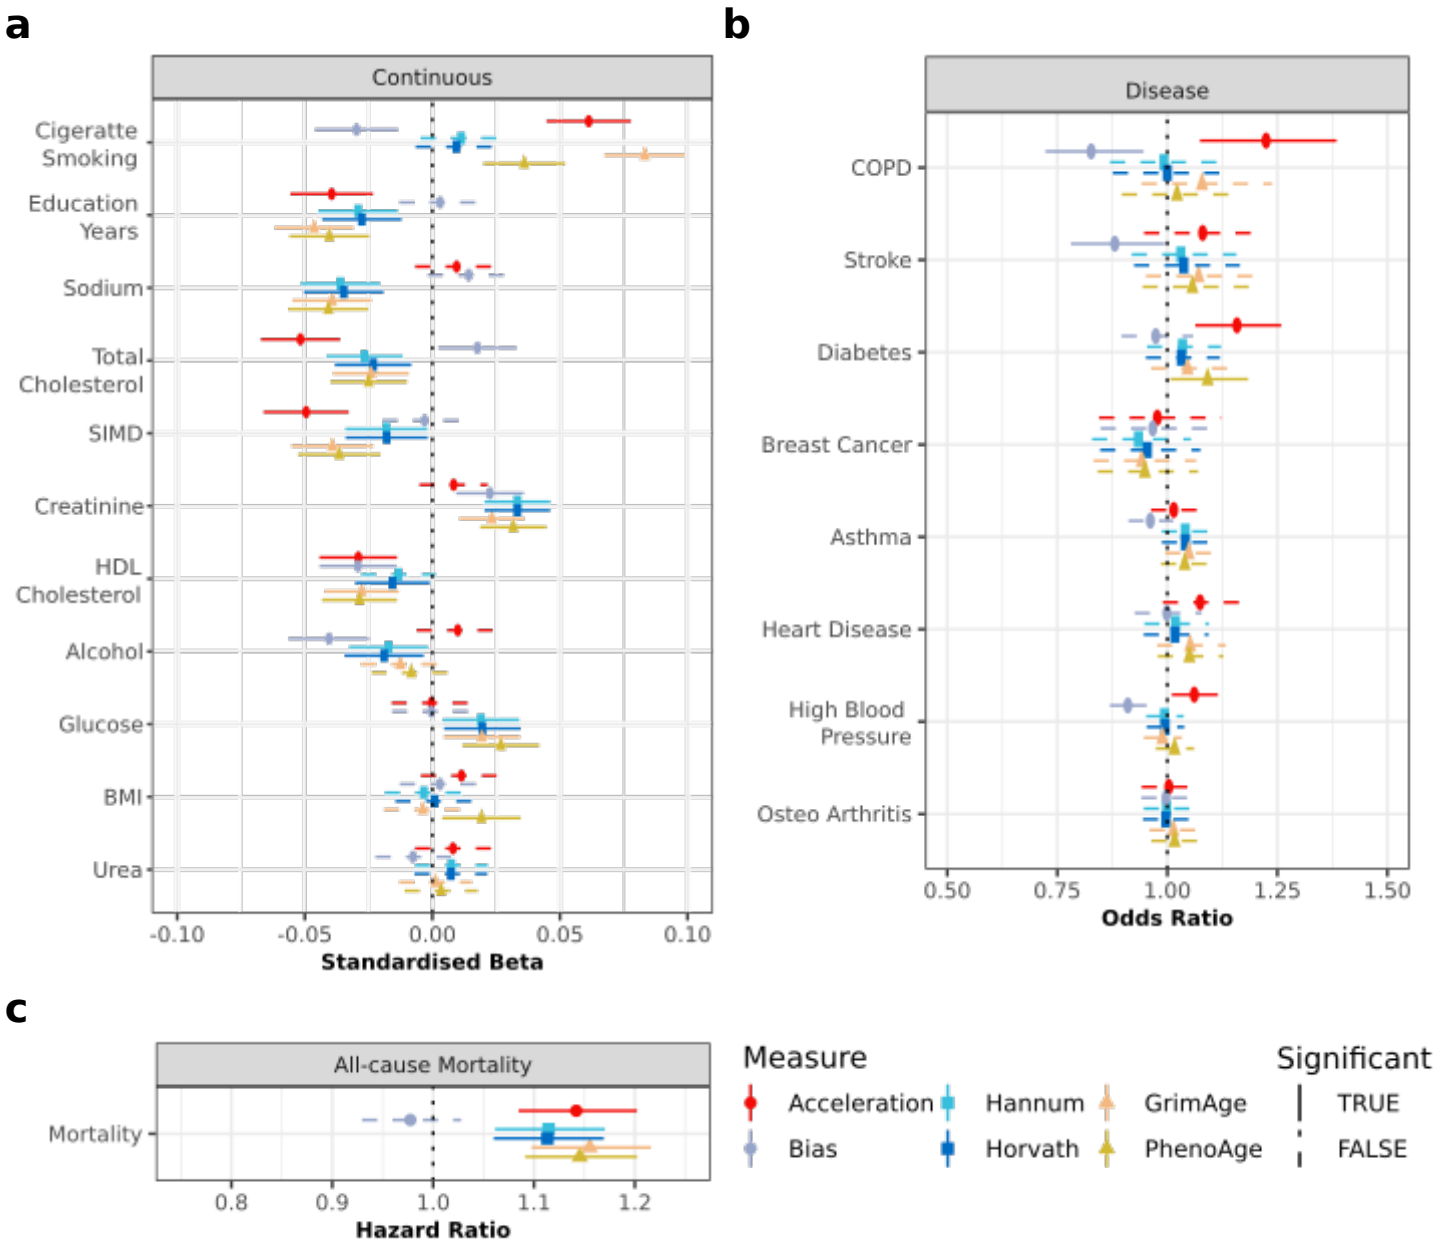 a
Continuous
Cigeratte
Smoking
Education
Years
Sodium
Total
Cholesterol
SIMD
Creatinine
HDL
Cholesterol
Alcohol
Glucose
BMI
Urea
-0.10 -0.05 0.00 0.05 0.10
Standardised Beta
b
Disease
COPD
Stroke
Diabetes
Breast Cancer
Asthma
Heart Disease
High Blood
Pressure
Osteo Arthritis
0.50 0.75 1.00 1.25 1.50
Odds Ratio
c
All-cause Mortality
Mortality
0.8 0.9 1.0 1.1 1.2
Hazard Ratio
Measure
Acceleration Hannum GrimAge
Bias Horvath PhenoAge
Significant
TRUE
FALSE